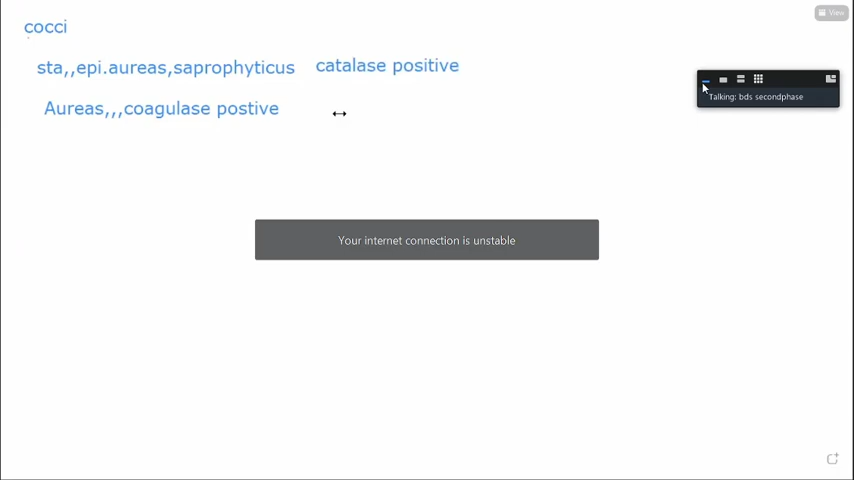 cocci
sta,,epi.aureas,saprophyticus catalase positive
Aureas,,,coagulase postive
View
Talking: bds secondphase
Your internet connection is unstable